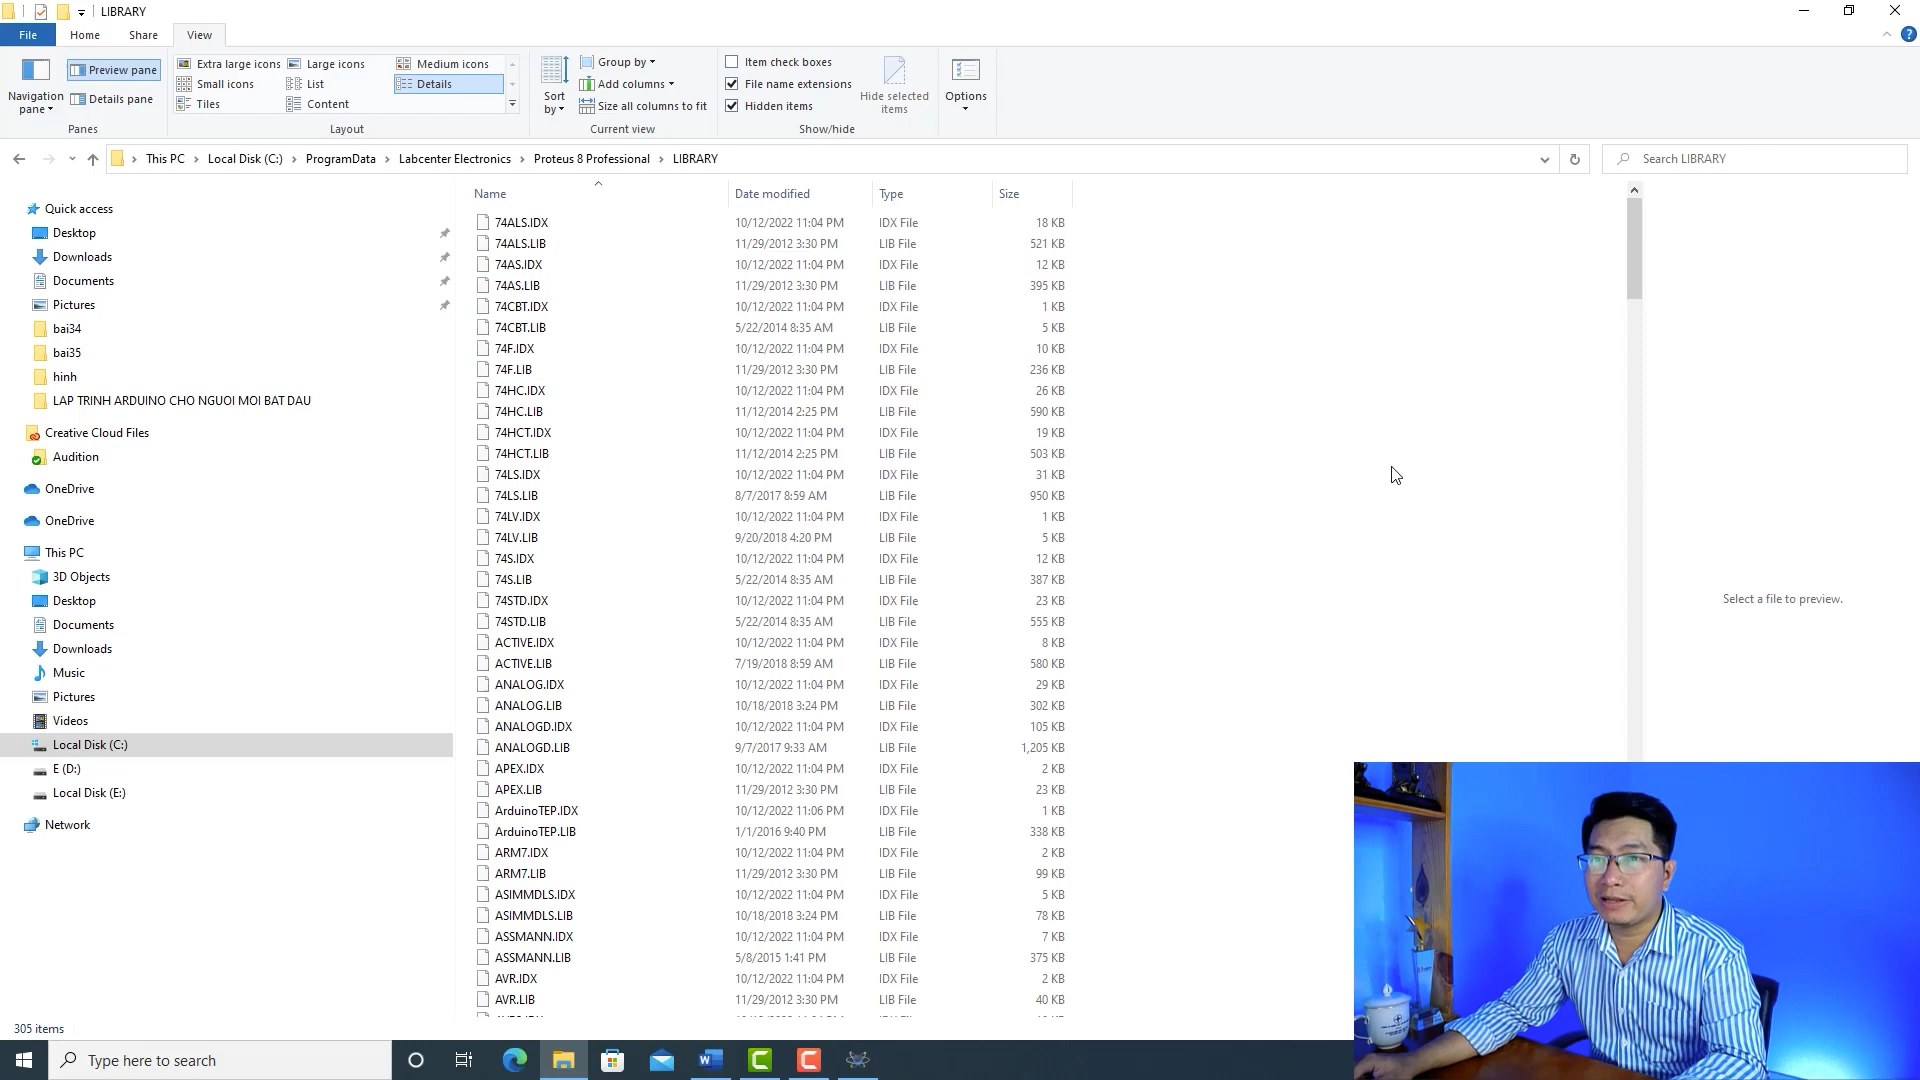 LIBRARY
File Home Share View
Navigation pane
Preview pane
Details pane
Panes
Extra large icons Large icons Medium icons
Small icons List Details
Tiles Content
Layout
Sort by
Group by
Add columns
Size all columns to fit
Current view
Item check boxes
File name extensions
Hidden items
Hide selected items
Show/hide
Options
This PC Local Disk (C:) ProgramData Labcenter Electronics Proteus 8 Professional LIBRARY
Search LIBRARY
Quick access
Desktop
Downloads
Documents
Pictures
bai34
bai35
hinh
LAP TRINH ARDUINO CHO NGUOI MOI BAT DAU
Creative Cloud Files
Audition
OneDrive
OneDrive
This PC
3D Objects
Desktop
Documents
Downloads
Music
Pictures
Videos
Local Disk (C:)
E (D:)
Local Disk (E:)
Network
Name Date modified Type Size
74ALS.IDX 10/12/2022 11:04 PM IDX File 18 KB
74ALS.LIB 11/29/2012 3:30 PM LIB File 521 KB
74AS.IDX 10/12/2022 11:04 PM IDX File 12 KB
74AS.LIB 11/29/2012 3:30 PM LIB File 395 KB
74CBT.IDX 10/12/2022 11:04 PM IDX File 1 KB
74CBT.LIB 5/22/2014 8:35 AM LIB File 5 KB
74F.IDX 10/12/2022 11:04 PM IDX File 10 KB
74F.LIB 11/29/2012 3:30 PM LIB File 236 KB
74HC.IDX 10/12/2022 11:04 PM IDX File 26 KB
74HC.LIB 11/12/2014 2:25 PM LIB File 590 KB
74HCT.IDX 10/12/2022 11:04 PM IDX File 19 KB
74HCT.LIB 11/12/2014 2:25 PM LIB File 503 KB
74LS.IDX 10/12/2022 11:04 PM IDX File 31 KB
74LS.LIB 8/7/2017 8:59 AM LIB File 950 KB
74LV.IDX 10/12/2022 11:04 PM IDX File 1 KB
74LV.LIB 9/20/2018 4:20 PM LIB File 5 KB
74S.IDX 10/12/2022 11:04 PM IDX File 12 KB
74S.LIB 5/22/2014 8:35 AM LIB File 387 KB
74STD.IDX 10/12/2022 11:04 PM IDX File 23 KB
74STD.LIB 5/22/2014 8:35 AM LIB File 555 KB
ACTIVE.IDX 10/12/2022 11:04 PM IDX File 8 KB
ACTIVE.LIB 7/19/2018 8:59 AM LIB File 580 KB
ANALOG.IDX 10/12/2022 11:04 PM IDX File 29 KB
ANALOG.LIB 10/18/2018 3:24 PM LIB File 302 KB
ANALOGD.IDX 10/12/2022 11:04 PM IDX File 105 KB
ANALOGD.LIB 9/7/2017 9:33 AM LIB File 1,205 KB
APEX.IDX 10/12/2022 11:04 PM IDX File 2 KB
APEX.LIB 11/29/2012 3:30 PM LIB File 23 KB
ArduinoTEP.IDX 10/12/2022 11:06 PM IDX File 1 KB
ArduinoTEP.LIB 1/1/2016 9:40 PM LIB File 338 KB
ARM7.IDX 10/12/2022 11:04 PM IDX File 2 KB
ARM7.LIB 11/29/2012 3:30 PM LIB File 99 KB
ASIMMDLS.IDX 10/12/2022 11:04 PM IDX File 5 KB
ASIMMDLS.LIB 10/18/2018 3:24 PM LIB File 78 KB
ASSMANN.IDX 10/12/2022 11:04 PM IDX File 7 KB
ASSMANN.LIB 5/8/2015 1:41 PM LIB File 375 KB
AVR.IDX 10/12/2022 11:04 PM IDX File 2 KB
AVR.LIB 11/29/2012 3:30 PM LIB File 40 KB
Select a file to preview.
305 items
Type here to search